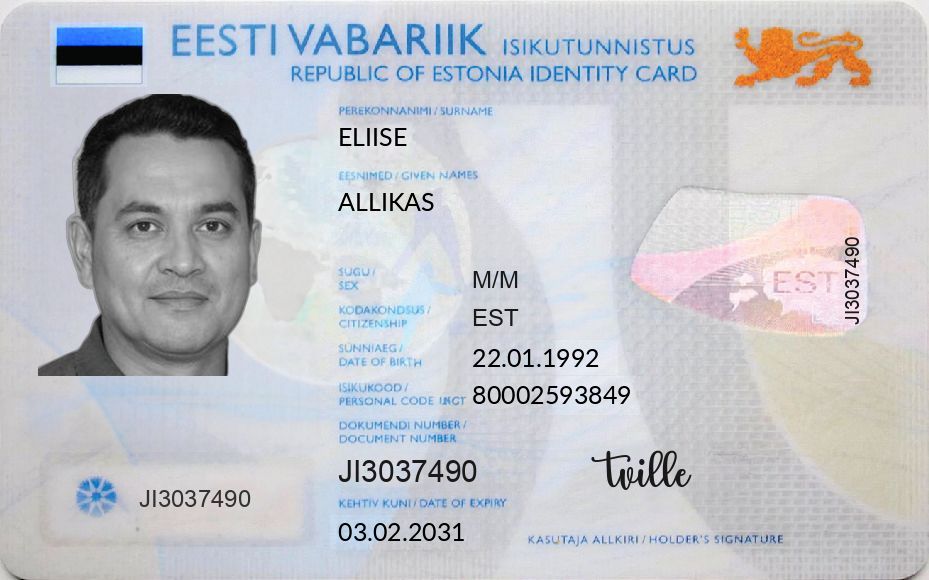 EESTI VABARIIK ISIKUTUNNISTUS
REPUBLIC OF ESTONIA IDENTITY CARD
PEREKONNANIMI / SURNAME
ELIISE
EESNIMED / GIVEN NAMES
ALLIKAS
SUGU /
SEX
M/M
KODAKONDSUS /
CITIZENSHIP
EST
SÜNNIAEG /
DATE OF BIRTH
22.01.1992
ISIKUKOOD /
PERSONAL CODE
80002593849
DOKUMENDI NUMBER /
DOCUMENT NUMBER
JI3037490
KEHTIV KUNI / DATE OF EXPIRY
03.02.2031
JI3037490
EST
JI3037490
tville
KASUTAJA ALLKIRI / HOLDER'S SIGNATURE